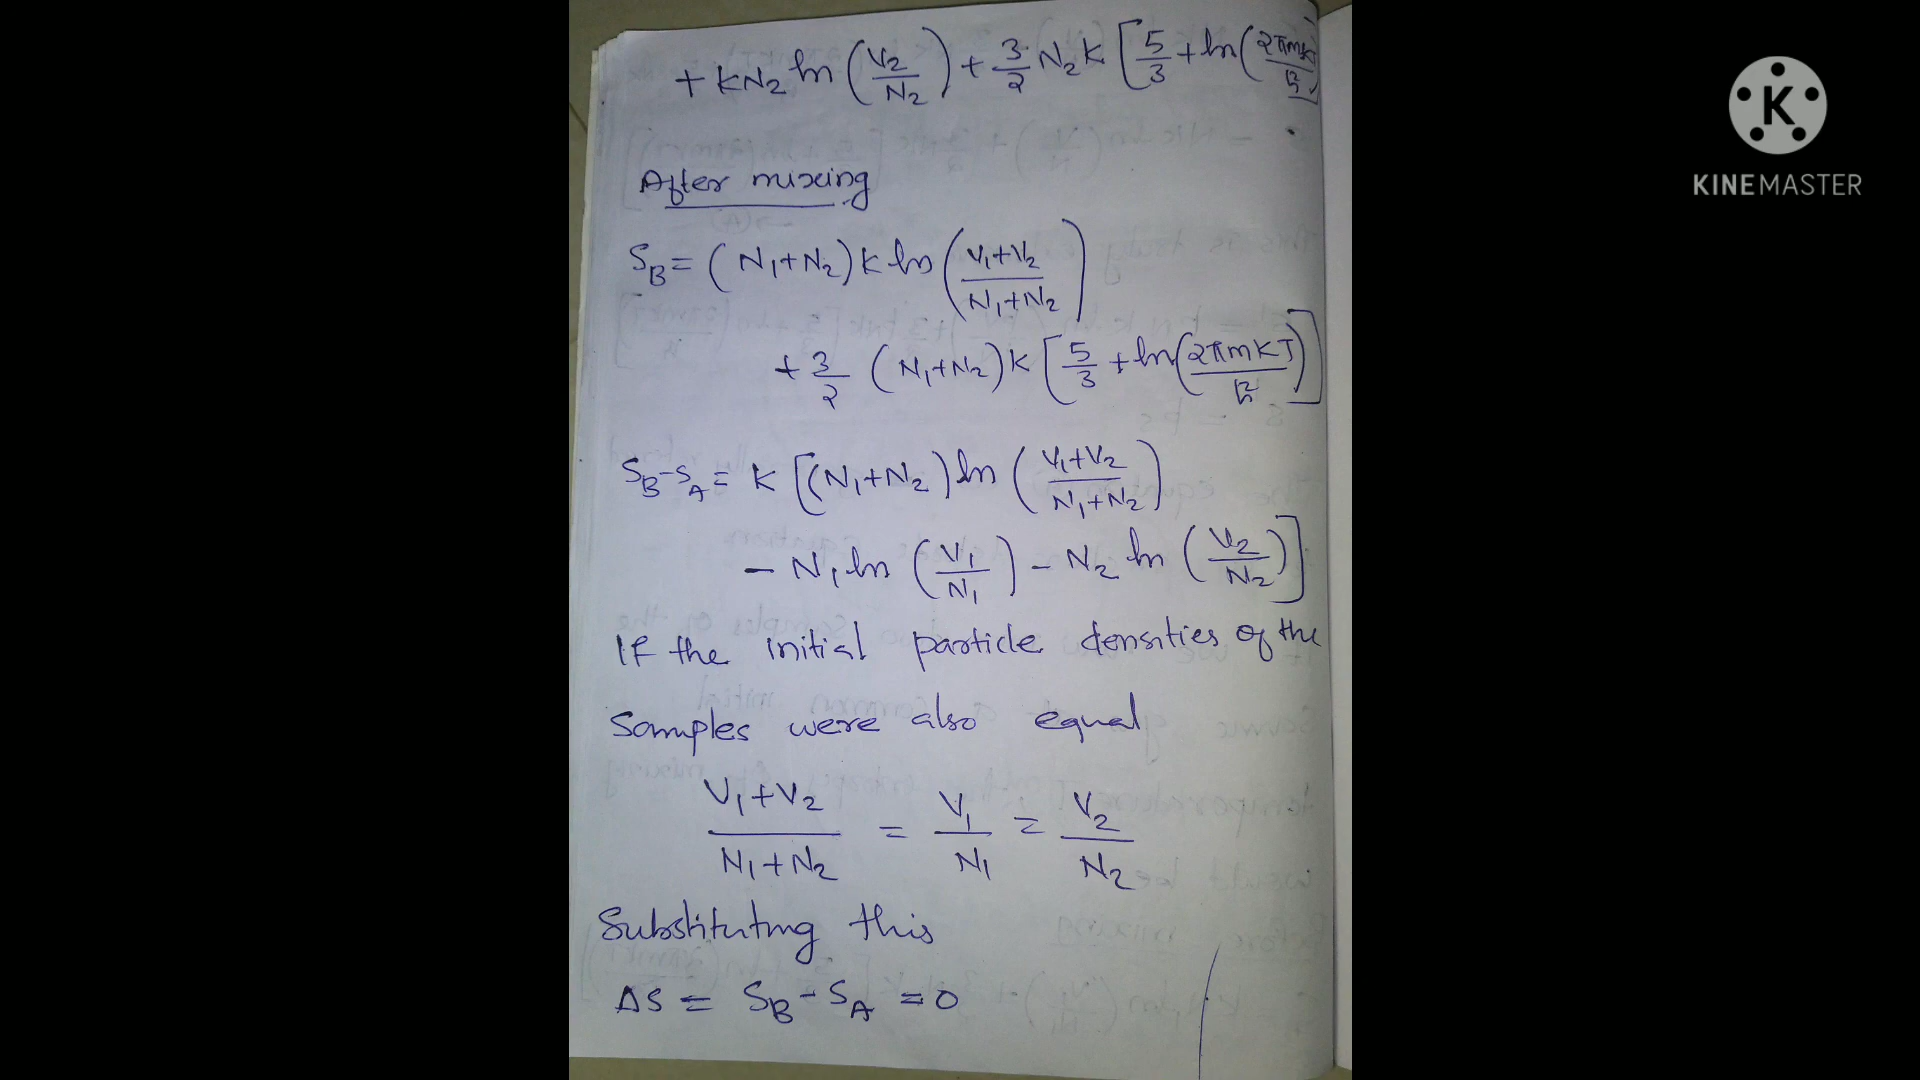 + KN₂ ln (V₂/N₂) + 3/2 N₂K [5/3 + ln (2πmKT/h²
After mixing
S_B = (N₁+N₂) K ln (V₁+V₂/N₁+N₂)
+ 3/2 (N₁+N₂) K [5/3 + ln (2πmKT/h²)]
S_B-S_A = K [(N₁+N₂) ln (V₁+V₂/N₁+N₂)
- N₁ ln (V₁/N₁) - N₂ ln (V₂/N₂)]
If the initial particle densities of the
Samples were also equal
V₁+V₂/N₁+N₂ = V₁/N₁ = V₂/N₂
Substituting this
ΔS = S_B - S_A = 0
K
KINEMASTER